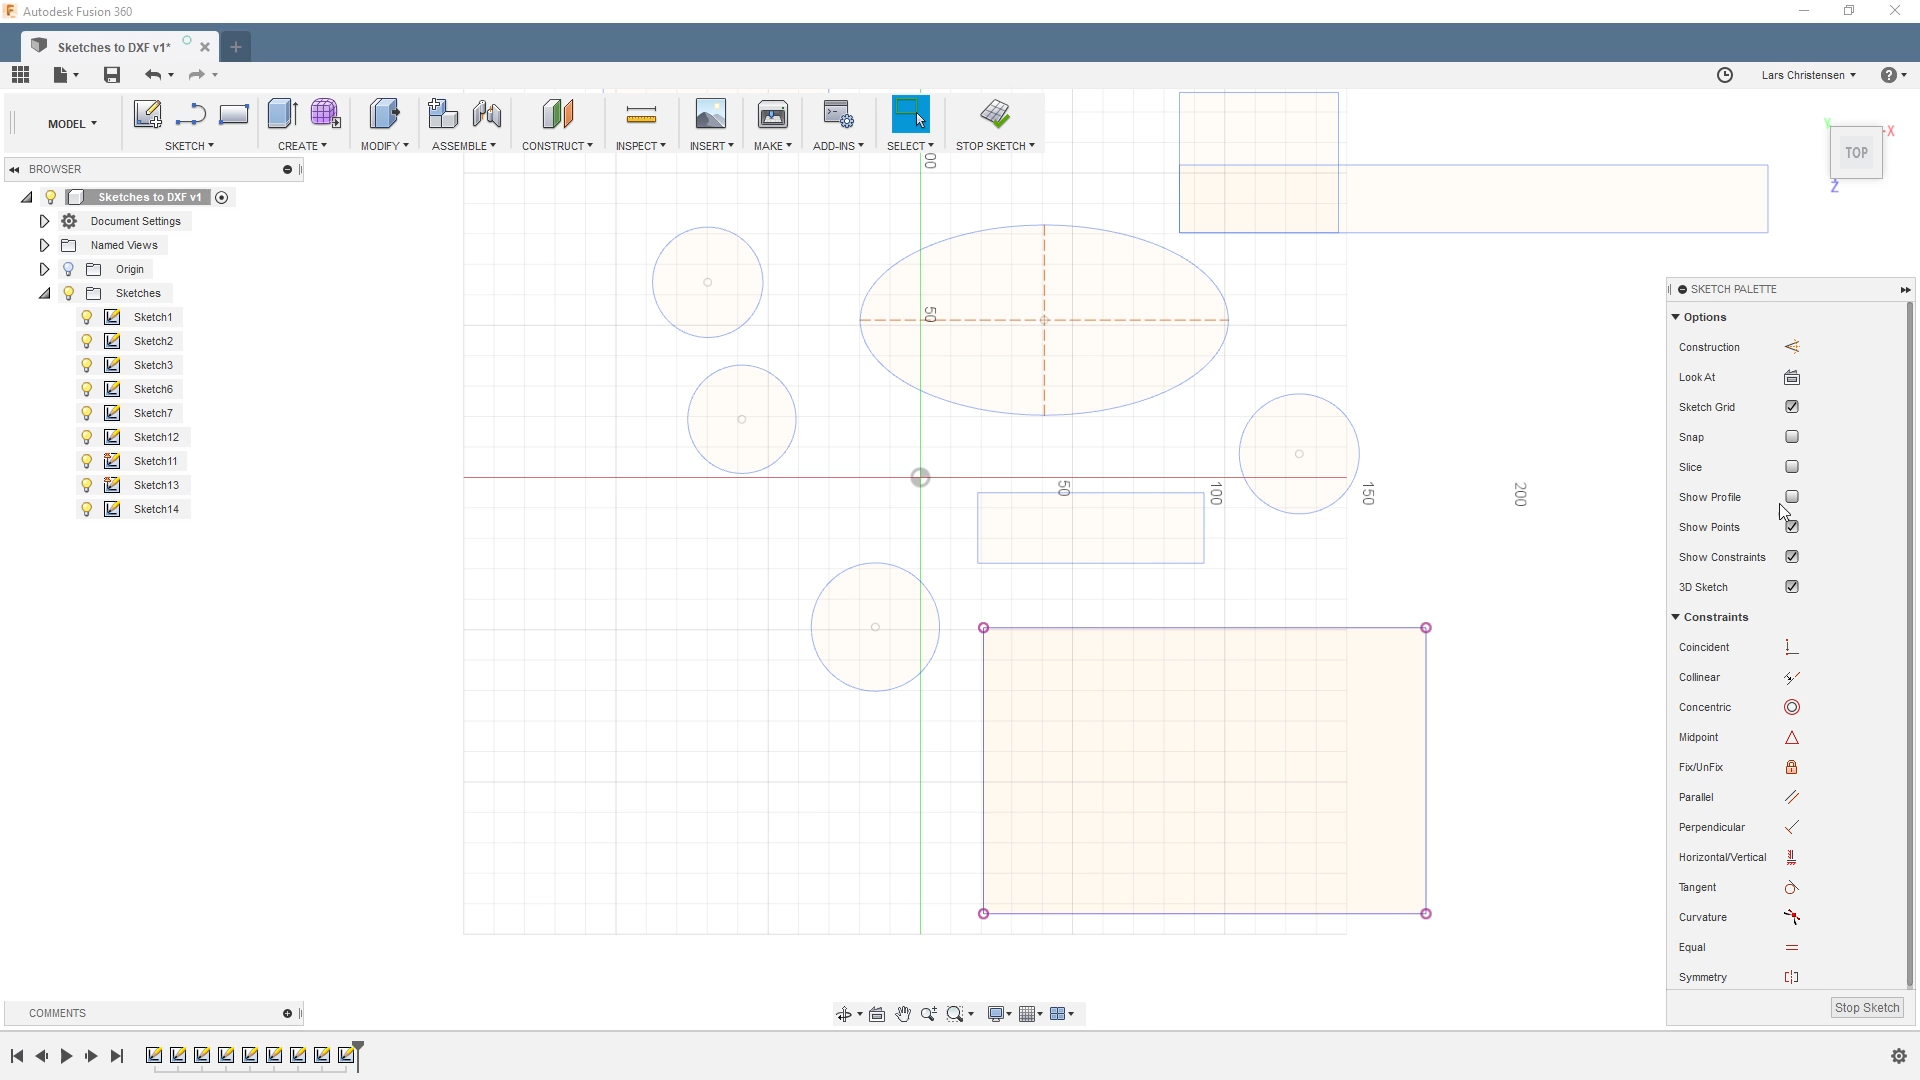 Autodesk Fusion 360
Sketches to DXF v1*
Lars Christensen
MODEL
SKETCH
CREATE
MODIFY
ASSEMBLE
CONSTRUCT
INSPECT
INSERT
MAKE
ADD-INS
SELECT
STOP SKETCH
BROWSER
Sketches to DXF v1
Document Settings
Named Views
Origin
Sketches
Sketch1
Sketch2
Sketch3
Sketch6
Sketch7
Sketch12
Sketch11
Sketch13
Sketch14
00
50
50
100
150
200
Y
X
TOP
Z
SKETCH PALETTE
Options
Construction
Look At
Sketch Grid
Snap
Slice
Show Profile
Show Points
Show Constraints
3D Sketch
Constraints
Coincident
Collinear
Concentric
Midpoint
Fix/UnFix
Parallel
Perpendicular
Horizontal/Vertical
Tangent
Curvature
Equal
Symmetry
Stop Sketch
COMMENTS